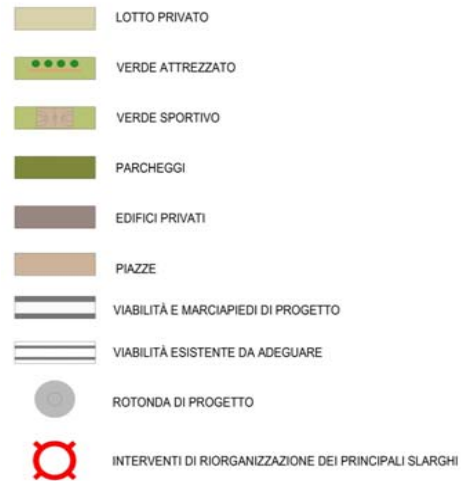 LOTTO PRIVATO
VERDE ATTREZZATO
VERDE SPORTIVO
PARCHEGGI
EDIFICI PRIVATI
PIAZZE
VIABILITÀ E MARCIAPIEDI DI PROGETTO
VIABILITÀ ESISTENTE DA ADEGUARE
ROTONDA DI PROGETTO
INTERVENTI DI RIORGANIZZAZIONE DEI PRINCIPALI SLARGHI